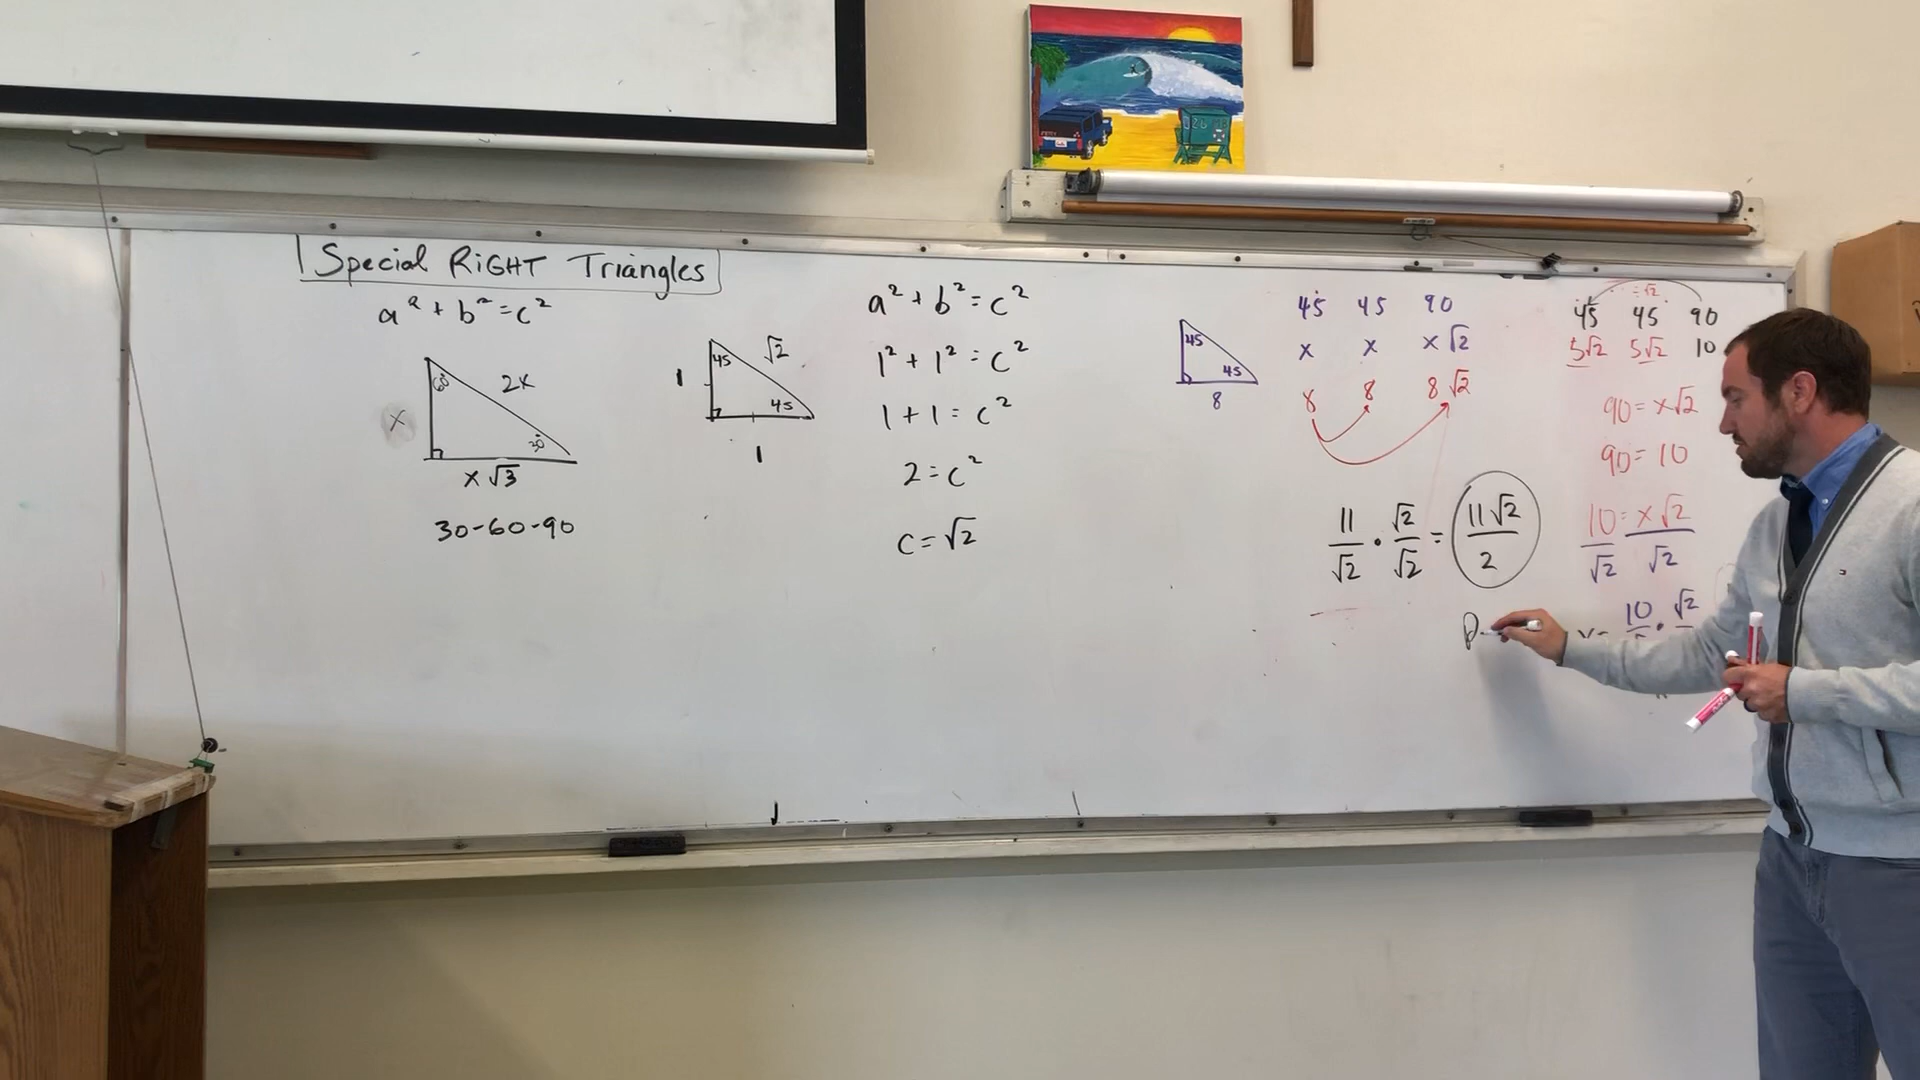 Special RIGHT Triangles
a² + b² = c²
60°
2x
x
30°
x √3
30-60-90
45
√2
1
45
1
a² + b² = c²
1² + 1² = c²
1 + 1 = c²
2 = c²
c = √2
45
45
8
45 45 90
x x x √2
8 8 8 √2
11/√2 · √2/√2 = 11√2/2
÷ √2
45 45 90
5√2 5√2 10
90 = x√2
90 = 10
10/√2 = x√2/√2
10 · √2